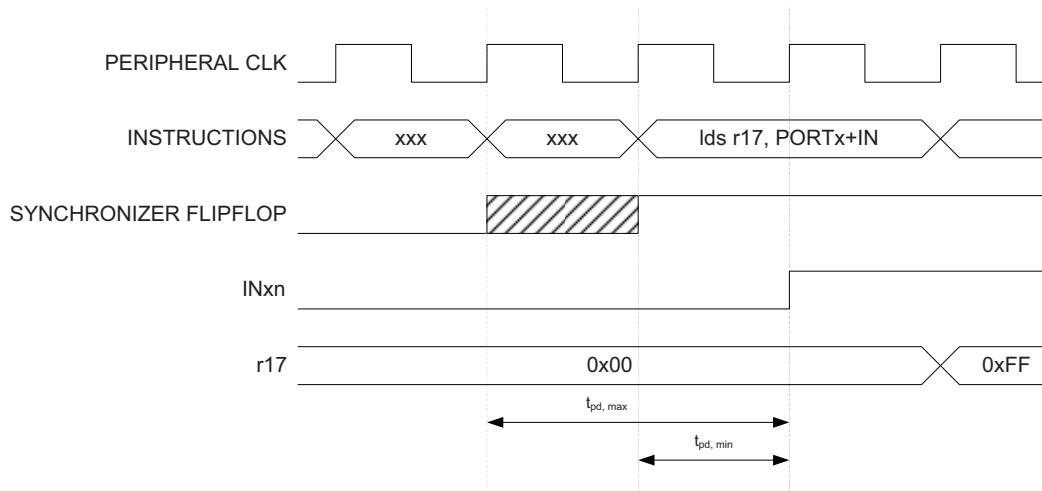 PERIPHERAL CLK
INSTRUCTIONS xxx xxx lds r17, PORTx+IN
SYNCHRONIZER FLIPFLOP
INxn
r17 0x00 0xFF
tpd, max
tpd, min